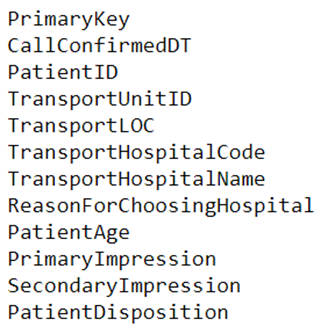 PrimaryKey
CallConfirmedDT
PatientID
TransportUnitID
TransportLOC
TransportHospitalCode
TransportHospitalName
ReasonForChoosingHospital
PatientAge
PrimaryImpression
SecondaryImpression
PatientDisposition